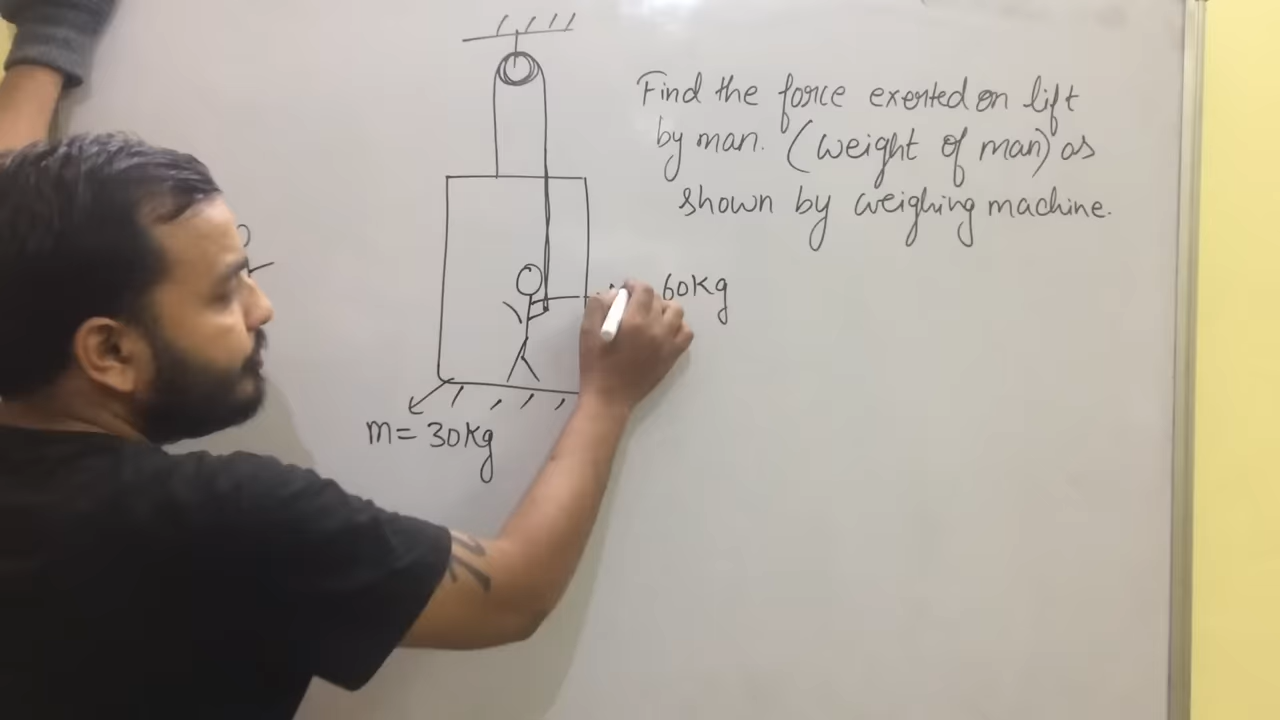 Find the force exerted on lift
by man. (weight of man) as
shown by weighing machine.
60kg
m = 30kg